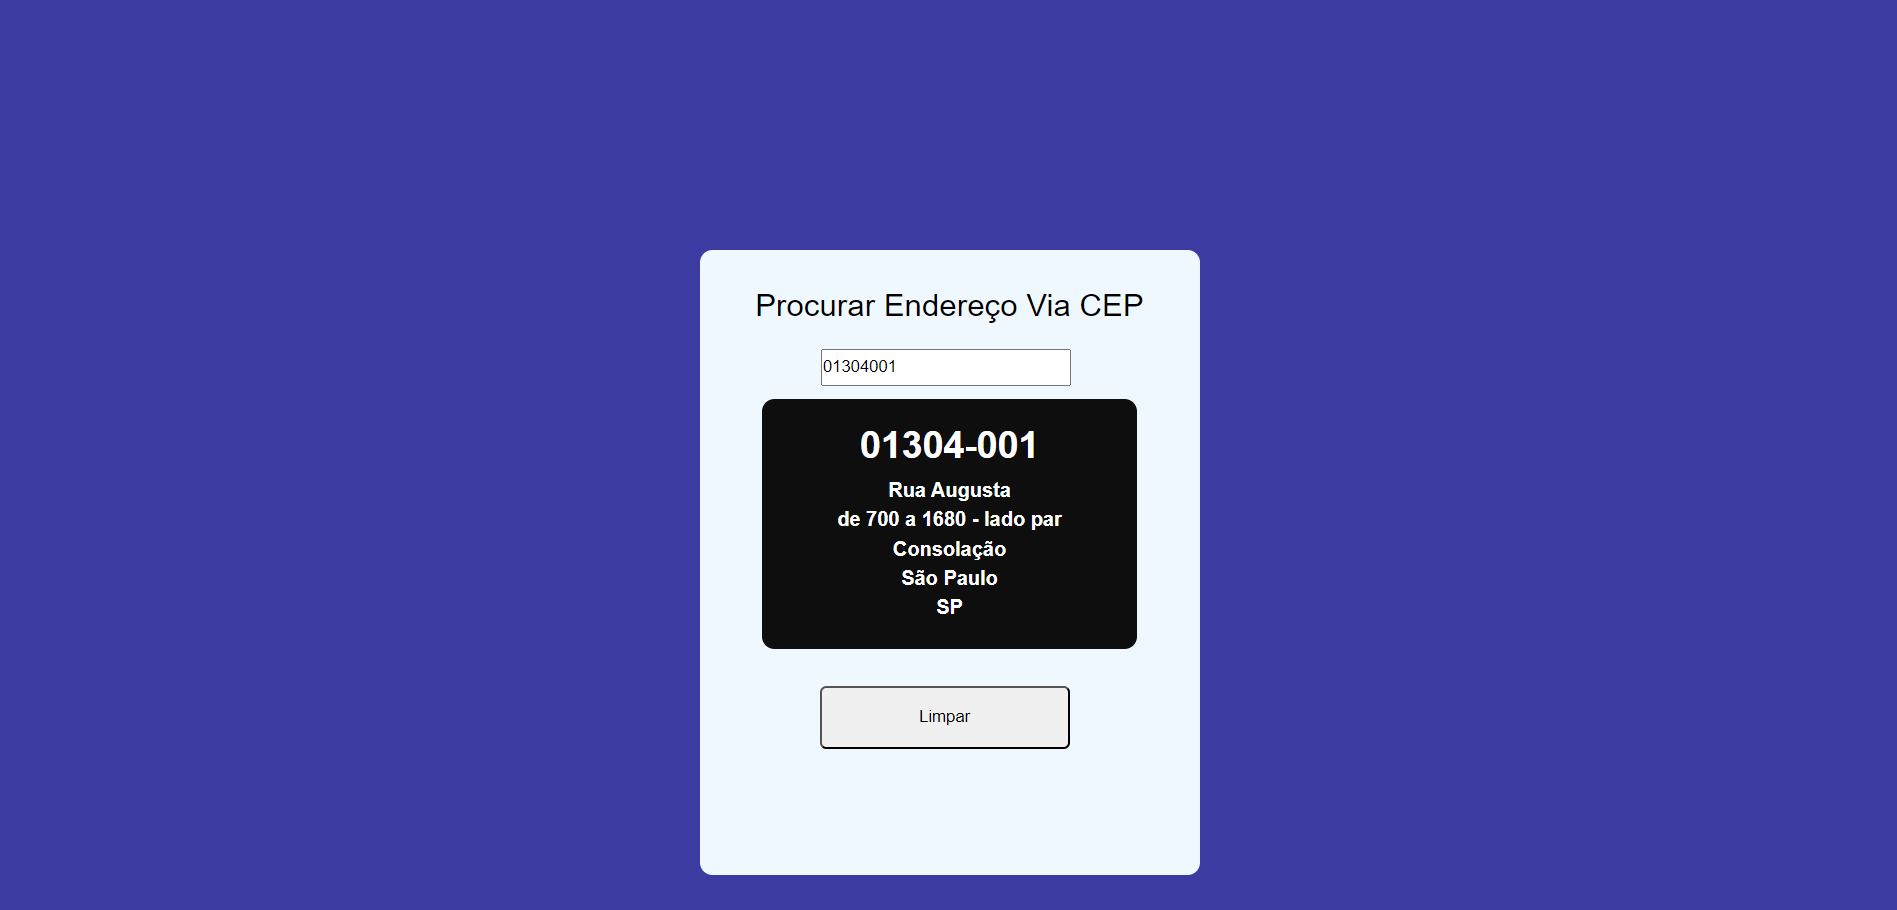 Procurar Endereço Via CEP
01304001
01304-001
Rua Augusta
de 700 a 1680 - lado par
Consolação
São Paulo
SP
Limpar